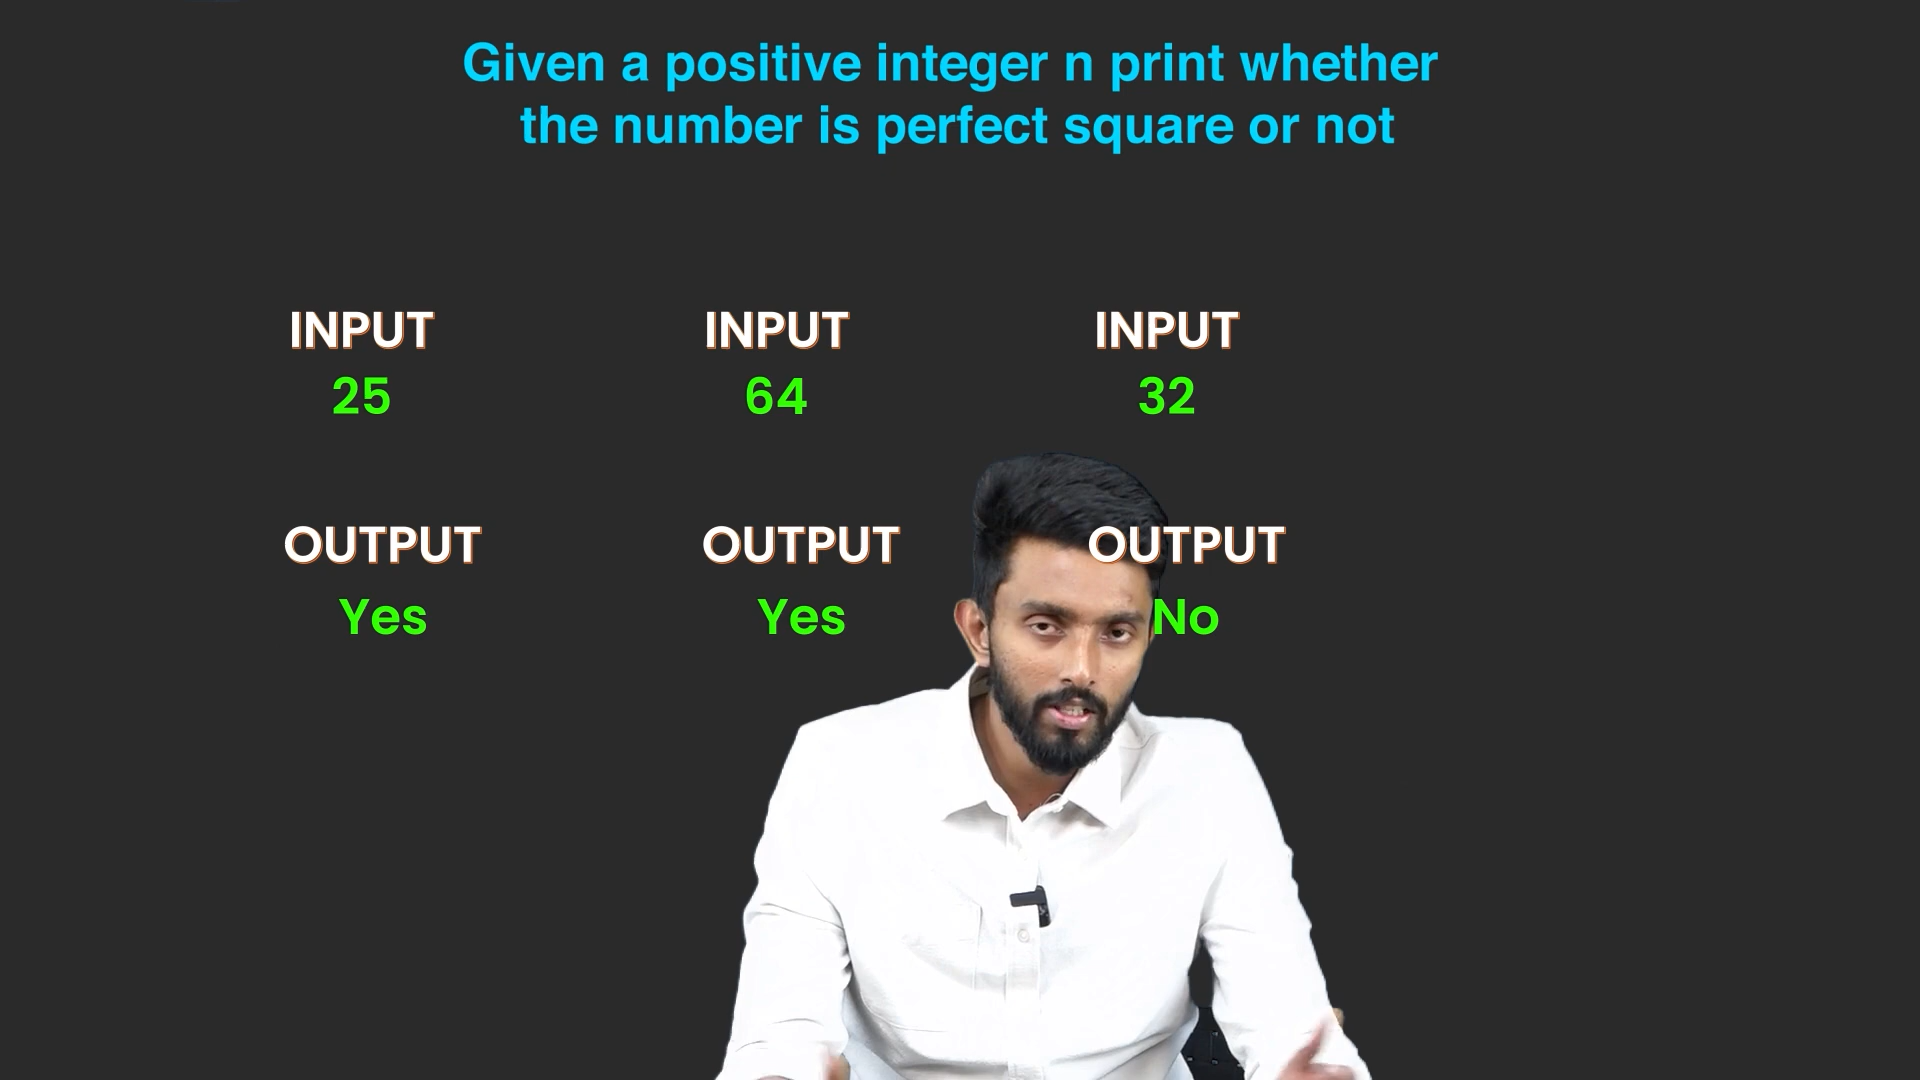 Given a positive integer n print whether
the number is perfect square or not
INPUT
25
OUTPUT
Yes
INPUT
64
OUTPUT
Yes
INPUT
32
OUTPUT
No